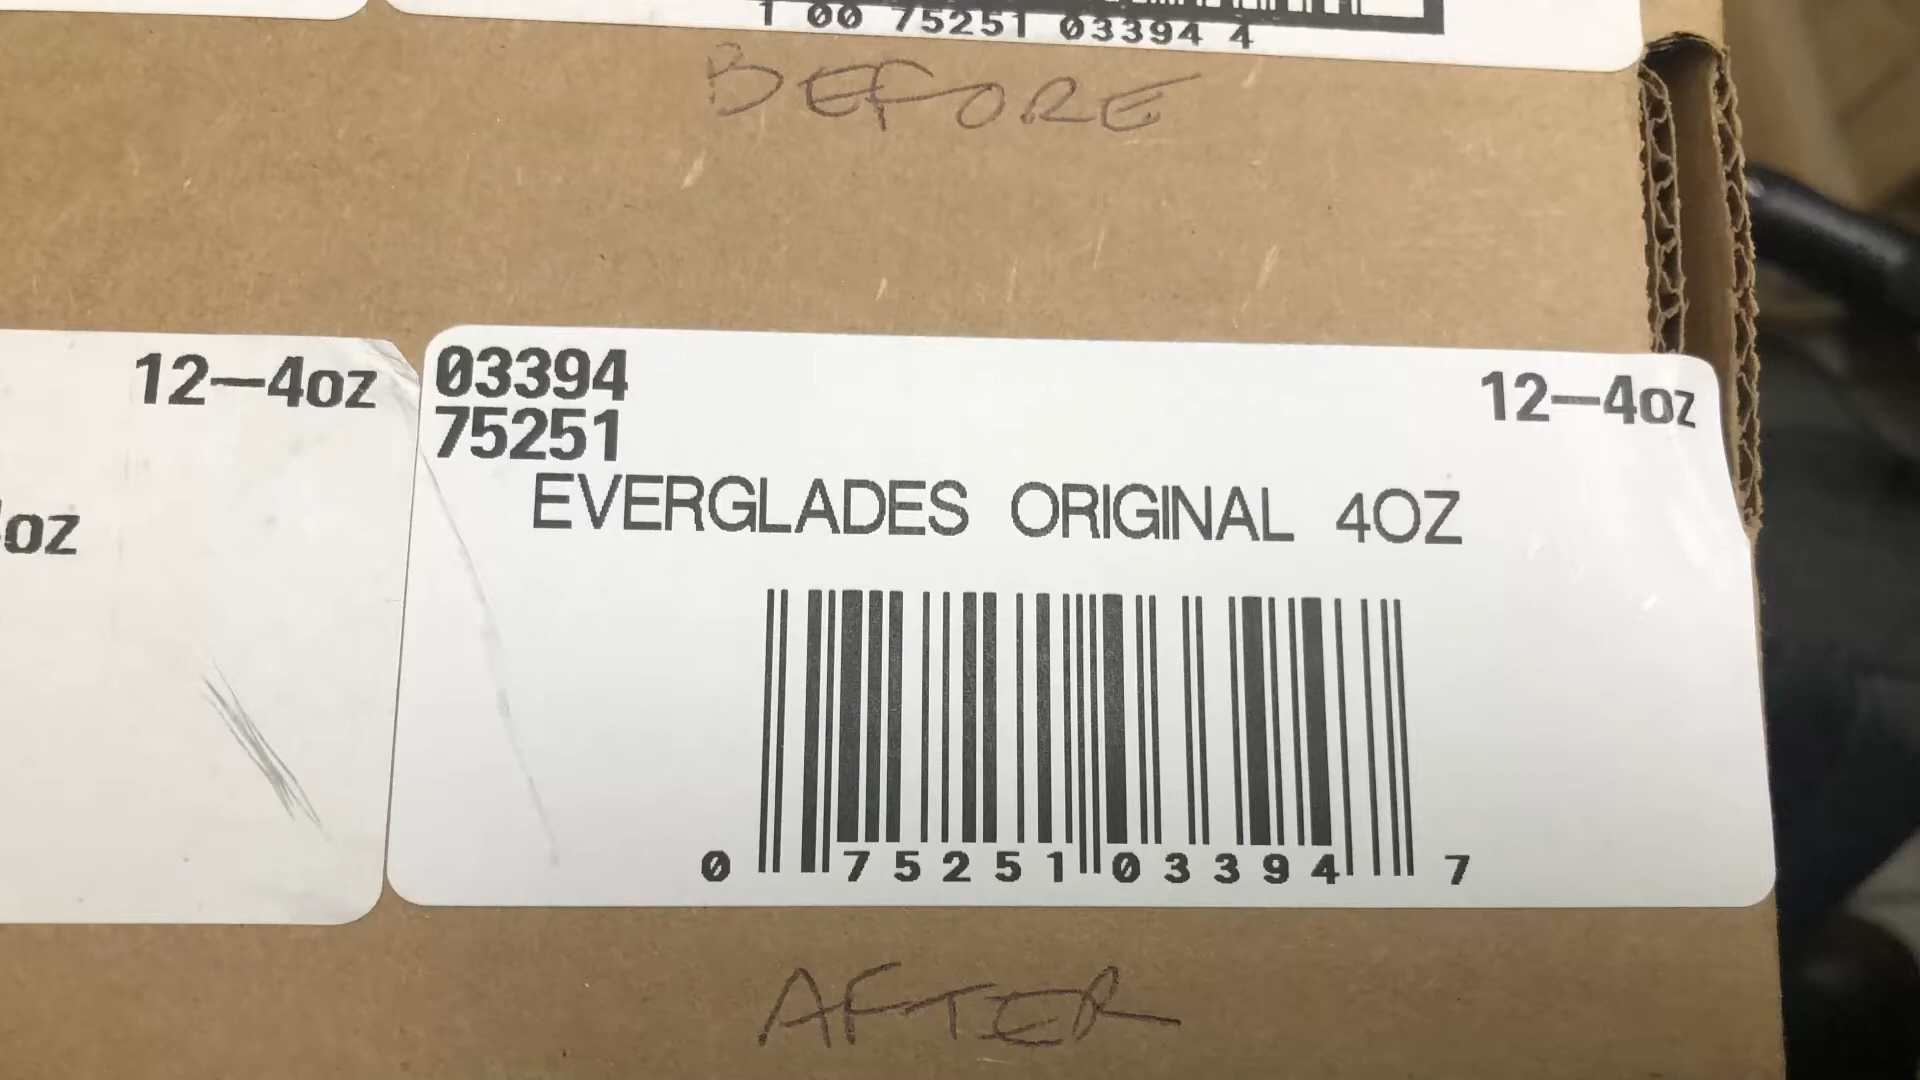 1 00 75251 03394 4
BEFORE
12-4oz
oz
03394
12-4oz
75251
EVERGLADES ORIGINAL 4OZ
0 75251 03394 7
AFTER